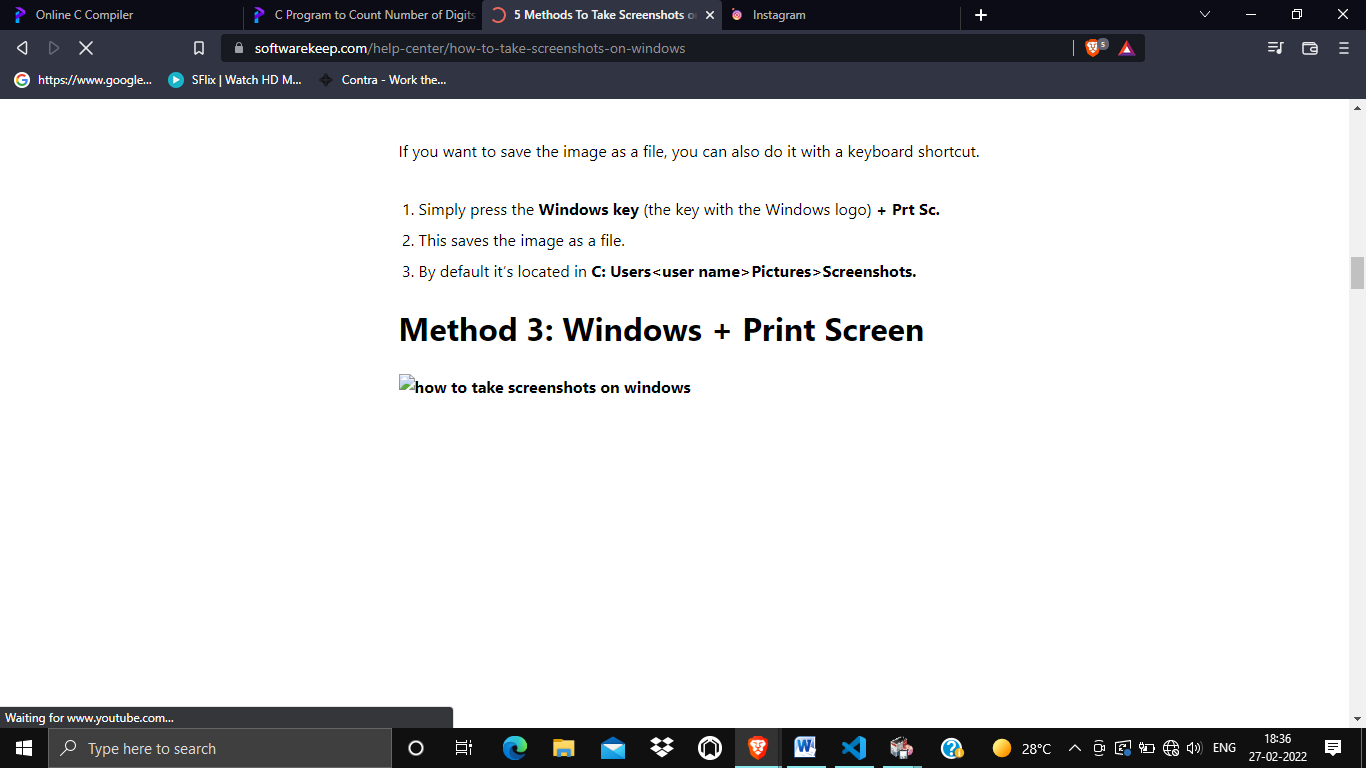 Online C Compiler
C Program to Count Number of Digits
5 Methods To Take Screenshots o
Instagram
softwarekeep.com/help-center/how-to-take-screenshots-on-windows
5
https://www.google...
SFlix | Watch HD M...
Contra - Work the...
If you want to save the image as a file, you can also do it with a keyboard shortcut.
1. Simply press the Windows key (the key with the Windows logo) + Prt Sc.
2. This saves the image as a file.
3. By default it's located in C: Users<user name>Pictures>Screenshots.
Method 3: Windows + Print Screen
how to take screenshots on windows
Waiting for www.youtube.com...
Type here to search
28°C
ENG
18:36
27-02-2022